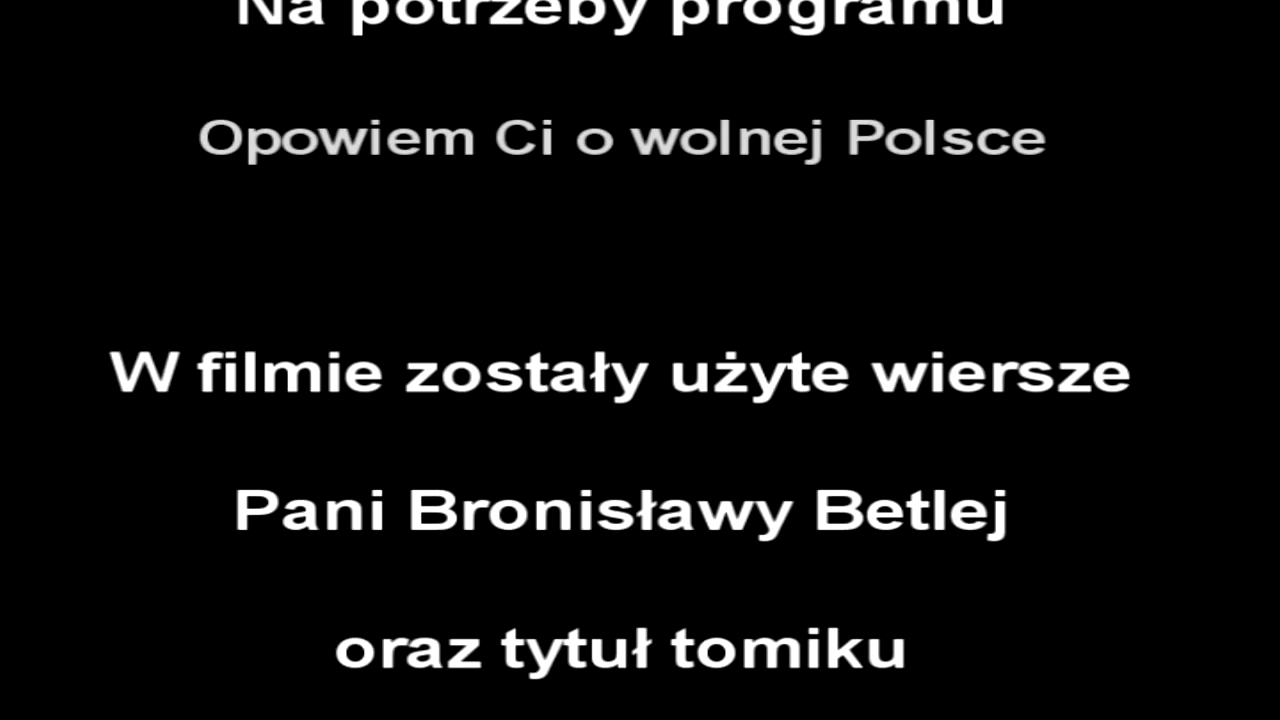 Na potrzeby programu
Opowiem Ci o wolnej Polsce
W filmie zostały użyte wiersze
Pani Bronisławy Betlej
oraz tytuł tomiku